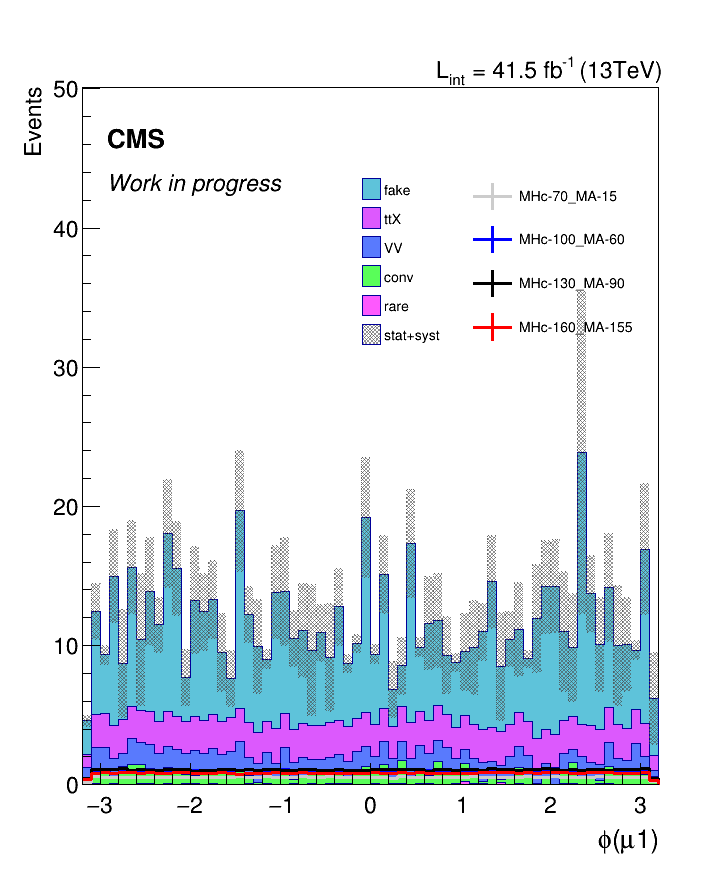 L_int = 41.5 fb^-1 (13TeV)
Events
50
40
30
20
10
0
CMS
Work in progress
fake
ttX
VV
conv
rare
stat+syst
MHc-70_MA-15
MHc-100_MA-60
MHc-130_MA-90
MHc-160_MA-155
−3 −2 −1 0 1 2 3
ϕ(μ1)